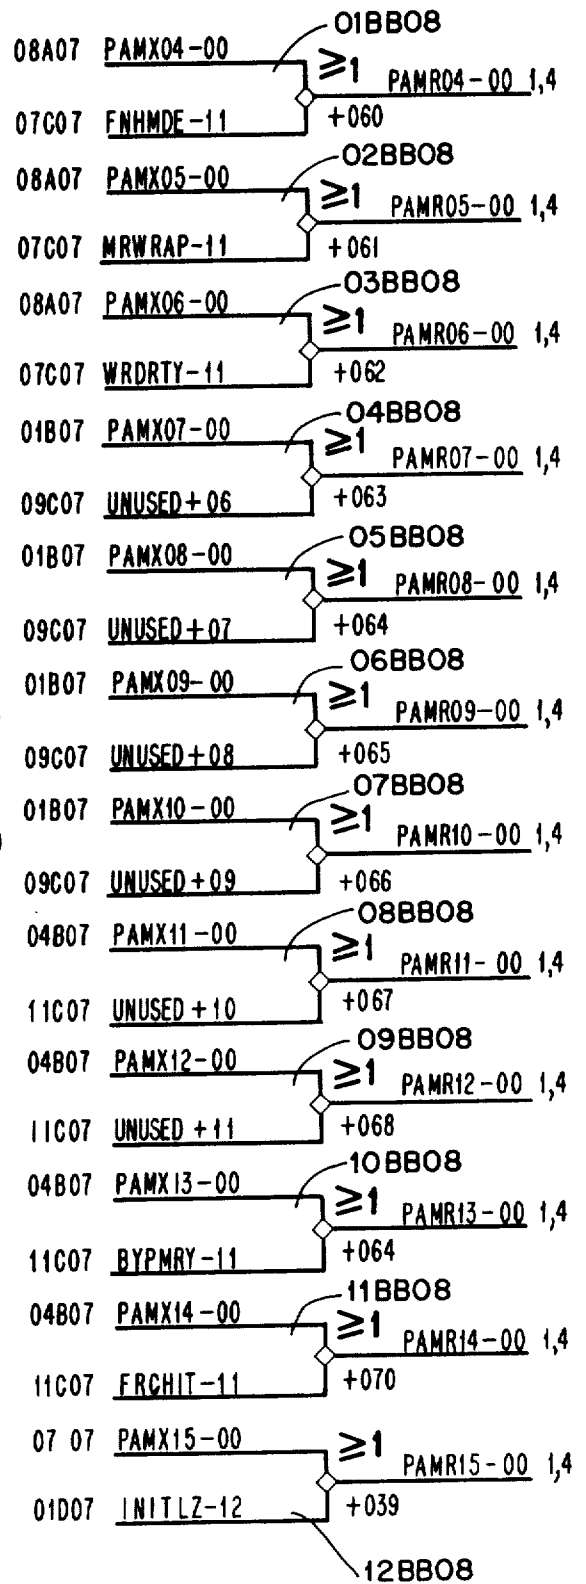 01BB08
08A07 PAMX04-00 ≥1 PAMR04-00 1,4
07C07 FNHMDE-11 +060
02BB08
08A07 PAMX05-00 ≥1 PAMR05-00 1,4
07C07 MRWRAP-11 +061
03BB08
08A07 PAMX06-00 ≥1 PAMR06-00 1,4
07C07 WRDRTY-11 +062
04BB08
01B07 PAMX07-00 ≥1 PAMR07-00 1,4
09C07 UNUSED+06 +063
05BB08
01B07 PAMX08-00 ≥1 PAMR08-00 1,4
09C07 UNUSED+07 +064
06BB08
01B07 PAMX09-00 ≥1 PAMR09-00 1,4
09C07 UNUSED+08 +065
07BB08
01B07 PAMX10-00 ≥1 PAMR10-00 1,4
09C07 UNUSED+09 +066
08BB08
04B07 PAMX11-00 ≥1 PAMR11-00 1,4
11C07 UNUSED+10 +067
09BB08
04B07 PAMX12-00 ≥1 PAMR12-00 1,4
11C07 UNUSED+11 +068
10BB08
04B07 PAMX13-00 ≥1 PAMR13-00 1,4
11C07 BYPMRY-11 +064
11BB08
04B07 PAMX14-00 ≥1 PAMR14-00 1,4
11C07 FRCHIT-11 +070
07 07 PAMX15-00 ≥1 PAMR15-00 1,4
01D07 INITLZ-12 +039
12BB08